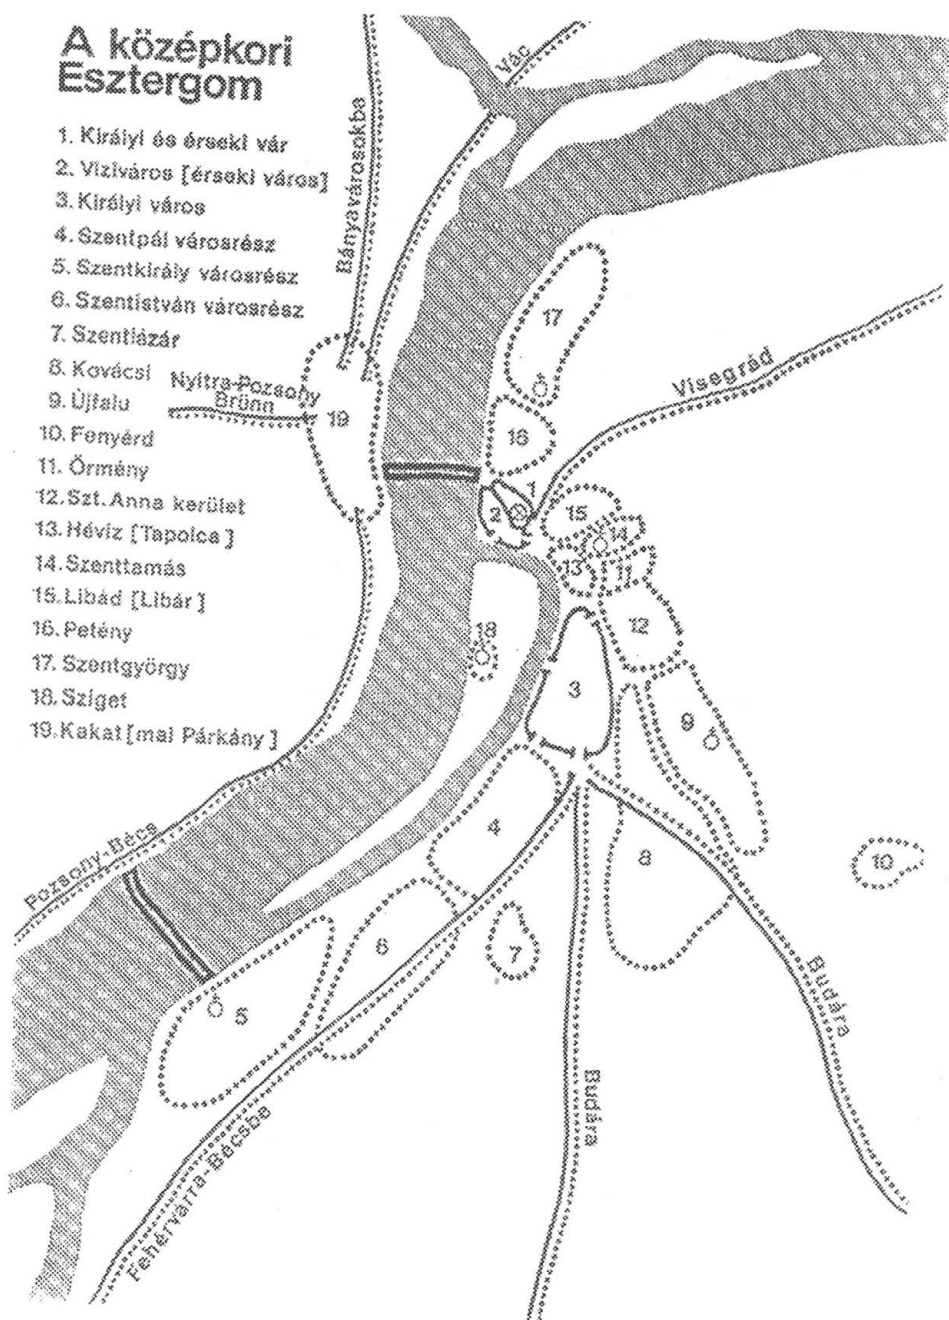 A középkori
Esztergom
1. Királyi és érseki vár
2. Víziváros [érseki város]
3. Királyi város
4. Szentpál városrész
5. Szentkirály városrész
6. Szentistván városrész
7. Szentlázár
8. Kovácsi
9. Újfalu
10. Fenyérd
11. Örmény
12. Szt. Anna kerület
13. Hévíz [Tapolca]
14. Szenttamás
15. Libád [Libár]
16. Petény
17. Szentgyörgy
18. Sziget
19. Kakat [mai Párkány]
Vác
Bányavárosokba
Nyitra-Pozsony
Brünn
Visegrád
Pozsony-Bécs
Fehérvárra-Bécsbe
Budára
Budára
17
19
16
1
2
15
14
13
11
12
18
3
9
4
8
10
6
7
5